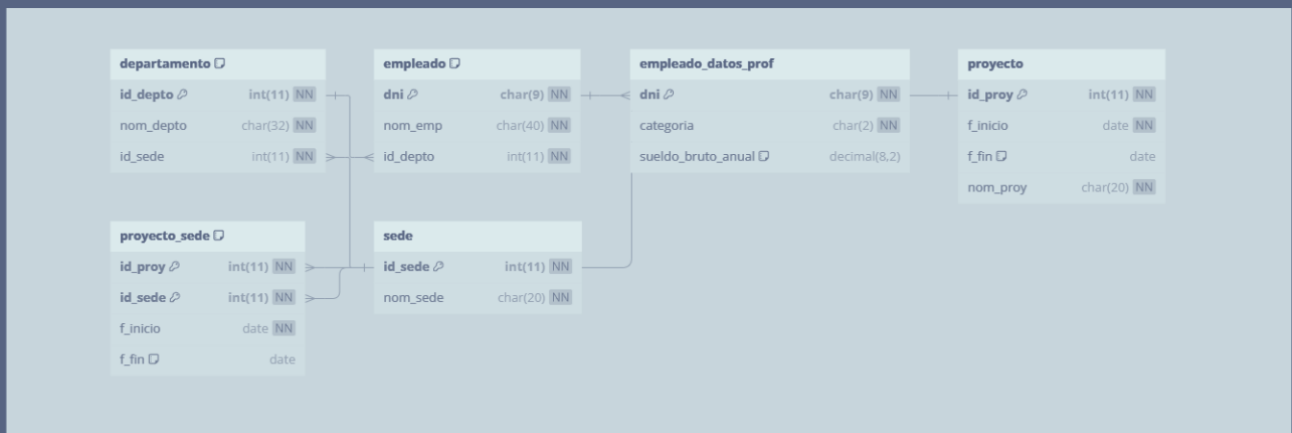 departamento
id_depto int(11) NN
nom_depto char(32) NN
id_sede int(11) NN
empleado
dni char(9) NN
nom_emp char(40) NN
id_depto int(11) NN
empleado_datos_prof
dni char(9) NN
categoria char(2) NN
sueldo_bruto_anual decimal(8,2)
proyecto
id_proy int(11) NN
f_inicio date NN
f_fin date
nom_proy char(20) NN
proyecto_sede
id_proy int(11) NN
id_sede int(11) NN
f_inicio date NN
f_fin date
sede
id_sede int(11) NN
nom_sede char(20) NN